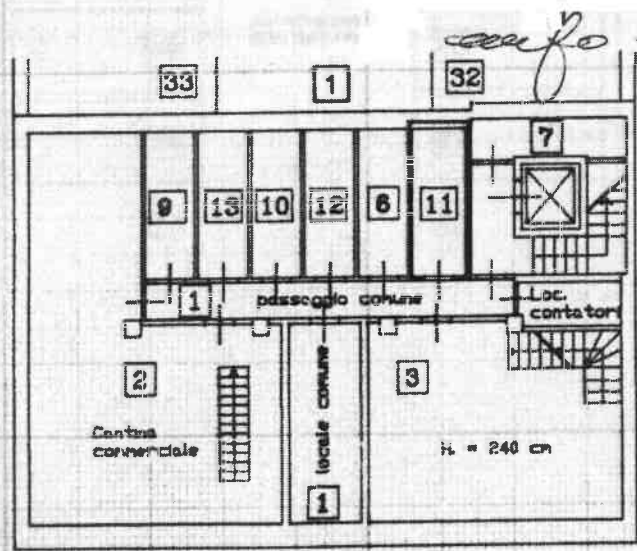 33 1 32
7
9 13 10 12 6 11
1 passaggio comune Loc.
contatori
2 3
locale comune
Cantina
commerciale
H. = 240 cm
1